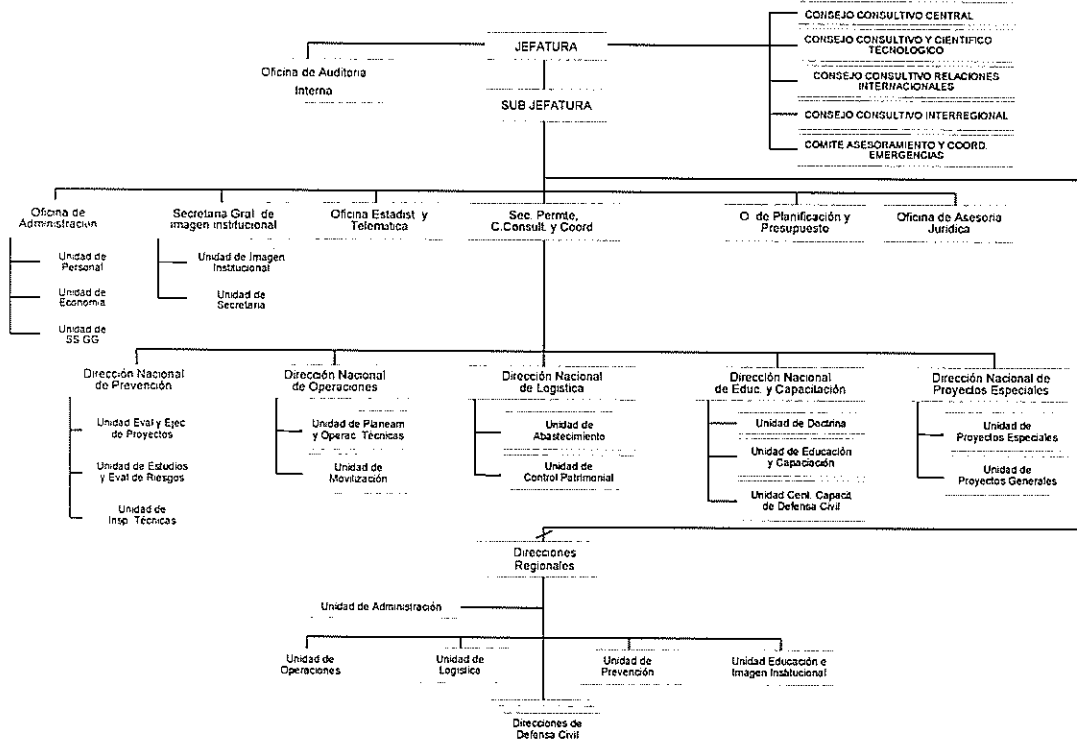 CONSEJO CONSULTIVO CENTRAL
JEFATURA
CONSEJO CONSULTIVO Y CIENTIFICO
TECNOLOGICO
Oficina de Auditoria
Interna
CONSEJO CONSULTIVO RELACIONES
INTERNACIONALES
SUB JEFATURA
CONSEJO CONSULTIVO INTERREGIONAL
COMITE ASESORAMIENTO Y COORD.
EMERGENCIAS
Oficina de
Administración
Secretaria Gral de
Imagen institucional
Oficina Estadist y
Telematica
Sec. Permte,
C.Consult. y Coord
O de Planificación y
Presupuesto
Oficina de Asesoria
Juridica
Unidad de
Personal
Unidad de
Economia
Unidad de
SS GG
Unidad de Imagen
Institucional
Unidad de
Secretaria
Dirección Nacional
de Prevención
Dirección Nacional
de Operaciones
Dirección Nacional
de Logistica
Dirección Nacional
de Educ. y Capacitación
Dirección Nacional de
Proyectos Especiales
Unidad Eval y Ejec
de Proyectos
Unidad de Estudios
y Eval de Riesgos
Unidad de
Insp Técnicas
Unidad de Planeam
y Operac Técnicas
Unidad de
Movilización
Unidad de
Abastecimiento
Unidad de
Control Patrimonial
Unidad de Doctrina
Unidad de Educación
y Capaciación
Unidad Cent. Capacit.
de Defensa Civil
Unidad de
Proyectos Especiales
Unidad de
Proyectos Generales
Direcciones
Regionales
Unidad de Administración
Unidad de
Operaciones
Unidad de
Logistica
Unidad de
Prevención
Unidad Educación e
Imagen Institucional
Direcciones de
Defensa Civil